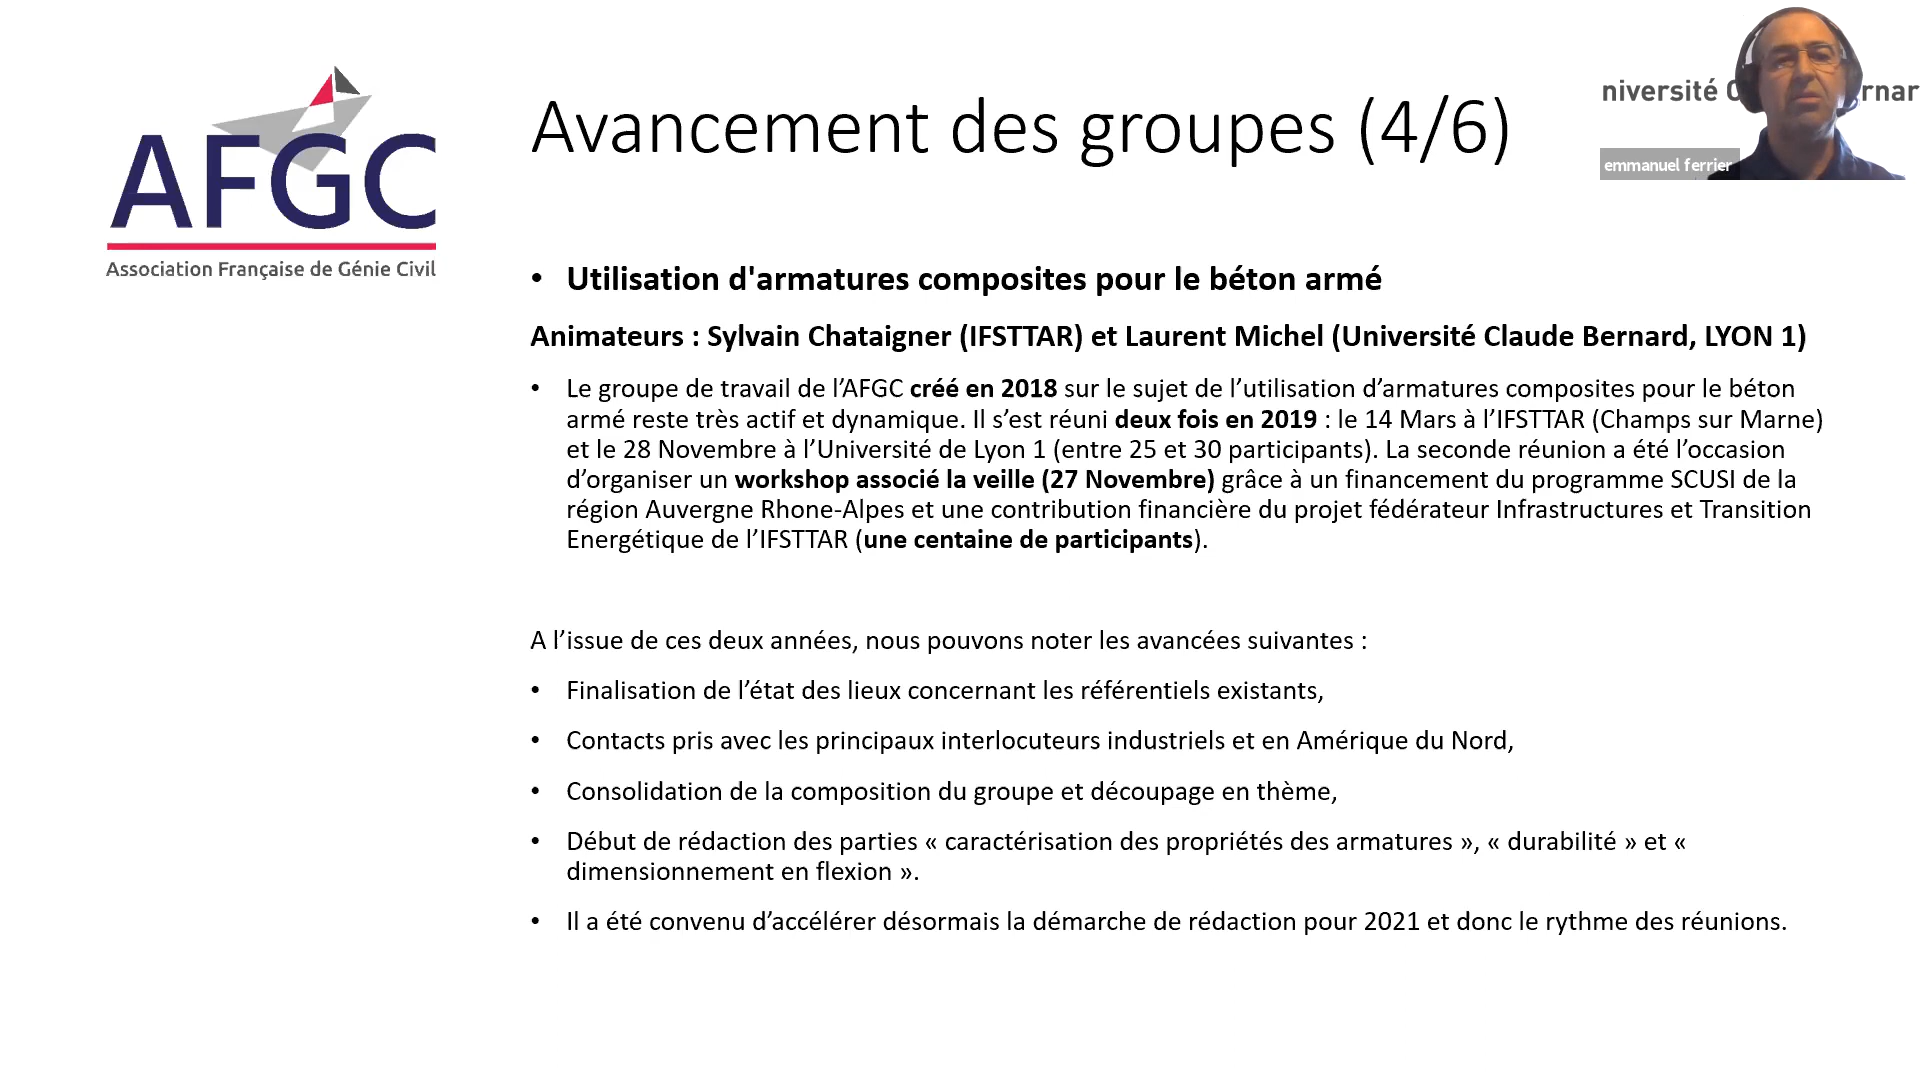 AFGC
Association Française de Génie Civil
Avancement des groupes (4/6)
niversité C rnar
emmanuel ferrier
• Utilisation d'armatures composites pour le béton armé
Animateurs : Sylvain Chataigner (IFSTTAR) et Laurent Michel (Université Claude Bernard, LYON 1)
• Le groupe de travail de l’AFGC créé en 2018 sur le sujet de l’utilisation d’armatures composites pour le béton
armé reste très actif et dynamique. Il s’est réuni deux fois en 2019 : le 14 Mars à l’IFSTTAR (Champs sur Marne)
et le 28 Novembre à l’Université de Lyon 1 (entre 25 et 30 participants). La seconde réunion a été l’occasion
d’organiser un workshop associé la veille (27 Novembre) grâce à un financement du programme SCUSI de la
région Auvergne Rhone-Alpes et une contribution financière du projet fédérateur Infrastructures et Transition
Energétique de l’IFSTTAR (une centaine de participants).
A l’issue de ces deux années, nous pouvons noter les avancées suivantes :
• Finalisation de l’état des lieux concernant les référentiels existants,
• Contacts pris avec les principaux interlocuteurs industriels et en Amérique du Nord,
• Consolidation de la composition du groupe et découpage en thème,
• Début de rédaction des parties « caractérisation des propriétés des armatures », « durabilité » et «
dimensionnement en flexion ».
• Il a été convenu d’accélérer désormais la démarche de rédaction pour 2021 et donc le rythme des réunions.